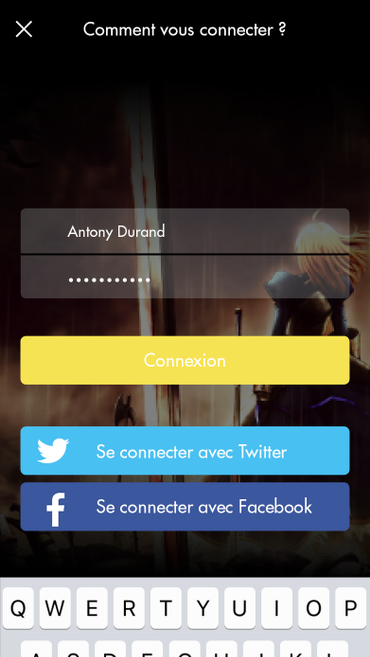 Comment vous connecter ?
Antony Durand
•••••••••••
Connexion
Se connecter avec Twitter
Se connecter avec Facebook
Q W E R T Y U I O P